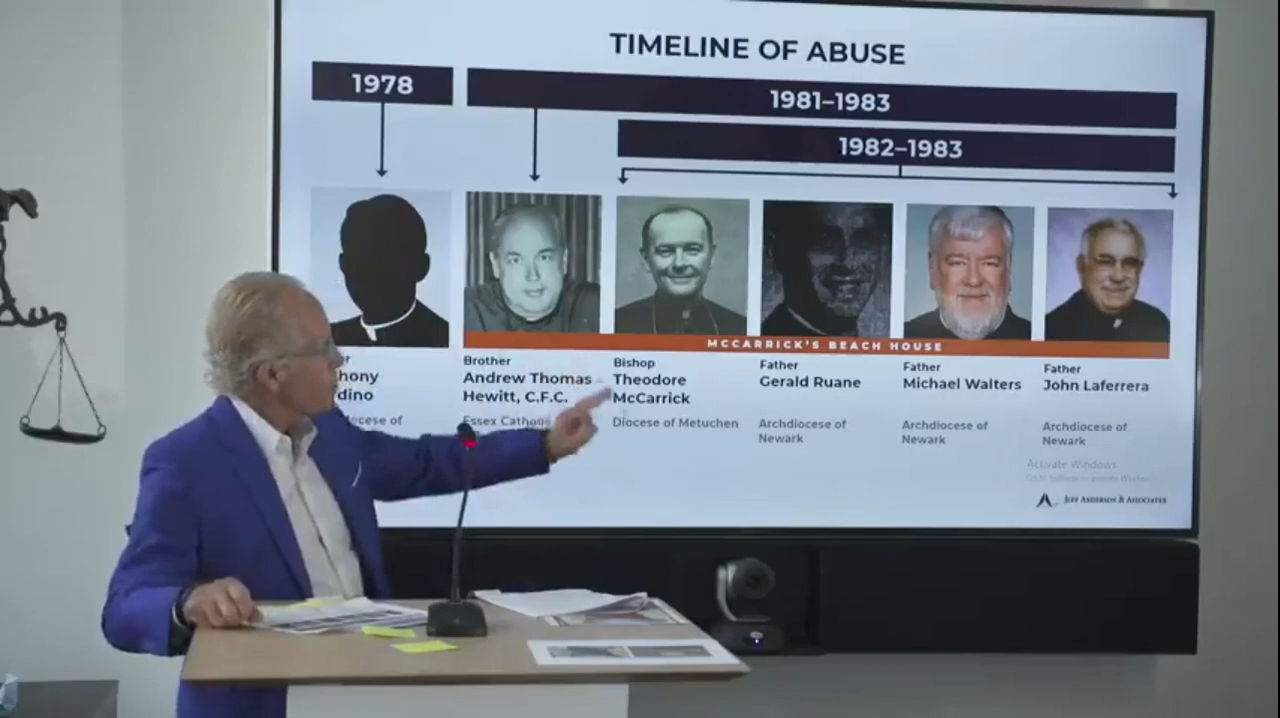 TIMELINE OF ABUSE
1978
1981–1983
1982–1983
MCCARRICK'S BEACH HOUSE
Brother
Andrew Thomas
Hewitt, C.F.C.
Essex Catholic
Bishop
Theodore
McCarrick
Diocese of Metuchen
Father
Gerald Ruane
Archdiocese of
Newark
Father
Michael Walters
Archdiocese of
Newark
Father
John Laferrera
Archdiocese of
Newark
Activate Windows
JEFF ANDERSON & ASSOCIATES